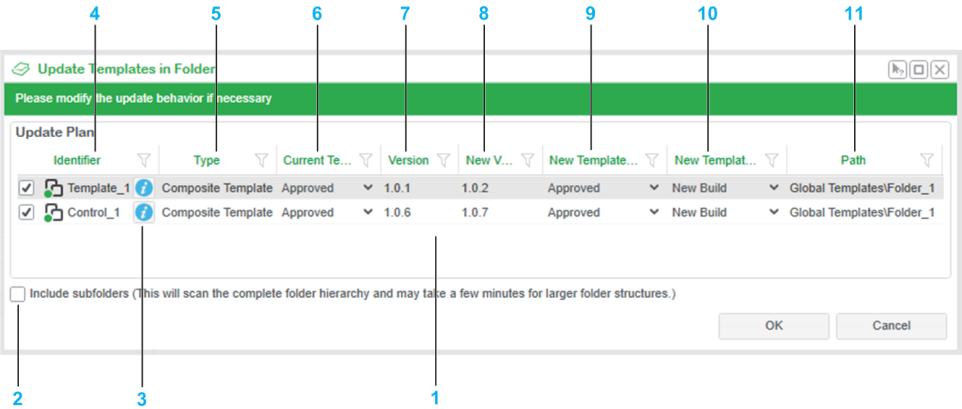 4 5 6 7 8 9 10 11
Update Templates in Folder
Please modify the update behavior if necessary
Update Plan
Identifier Type Current Te... Version New V... New Template... New Templat... Path
Template_1 Composite Template Approved 1.0.1 1.0.2 Approved New Build Global Templates\Folder_1
Control_1 Composite Template Approved 1.0.6 1.0.7 Approved New Build Global Templates\Folder_1
Include subfolders (This will scan the complete folder hierarchy and may take a few minutes for larger folder structures.)
OK Cancel
2 3 1